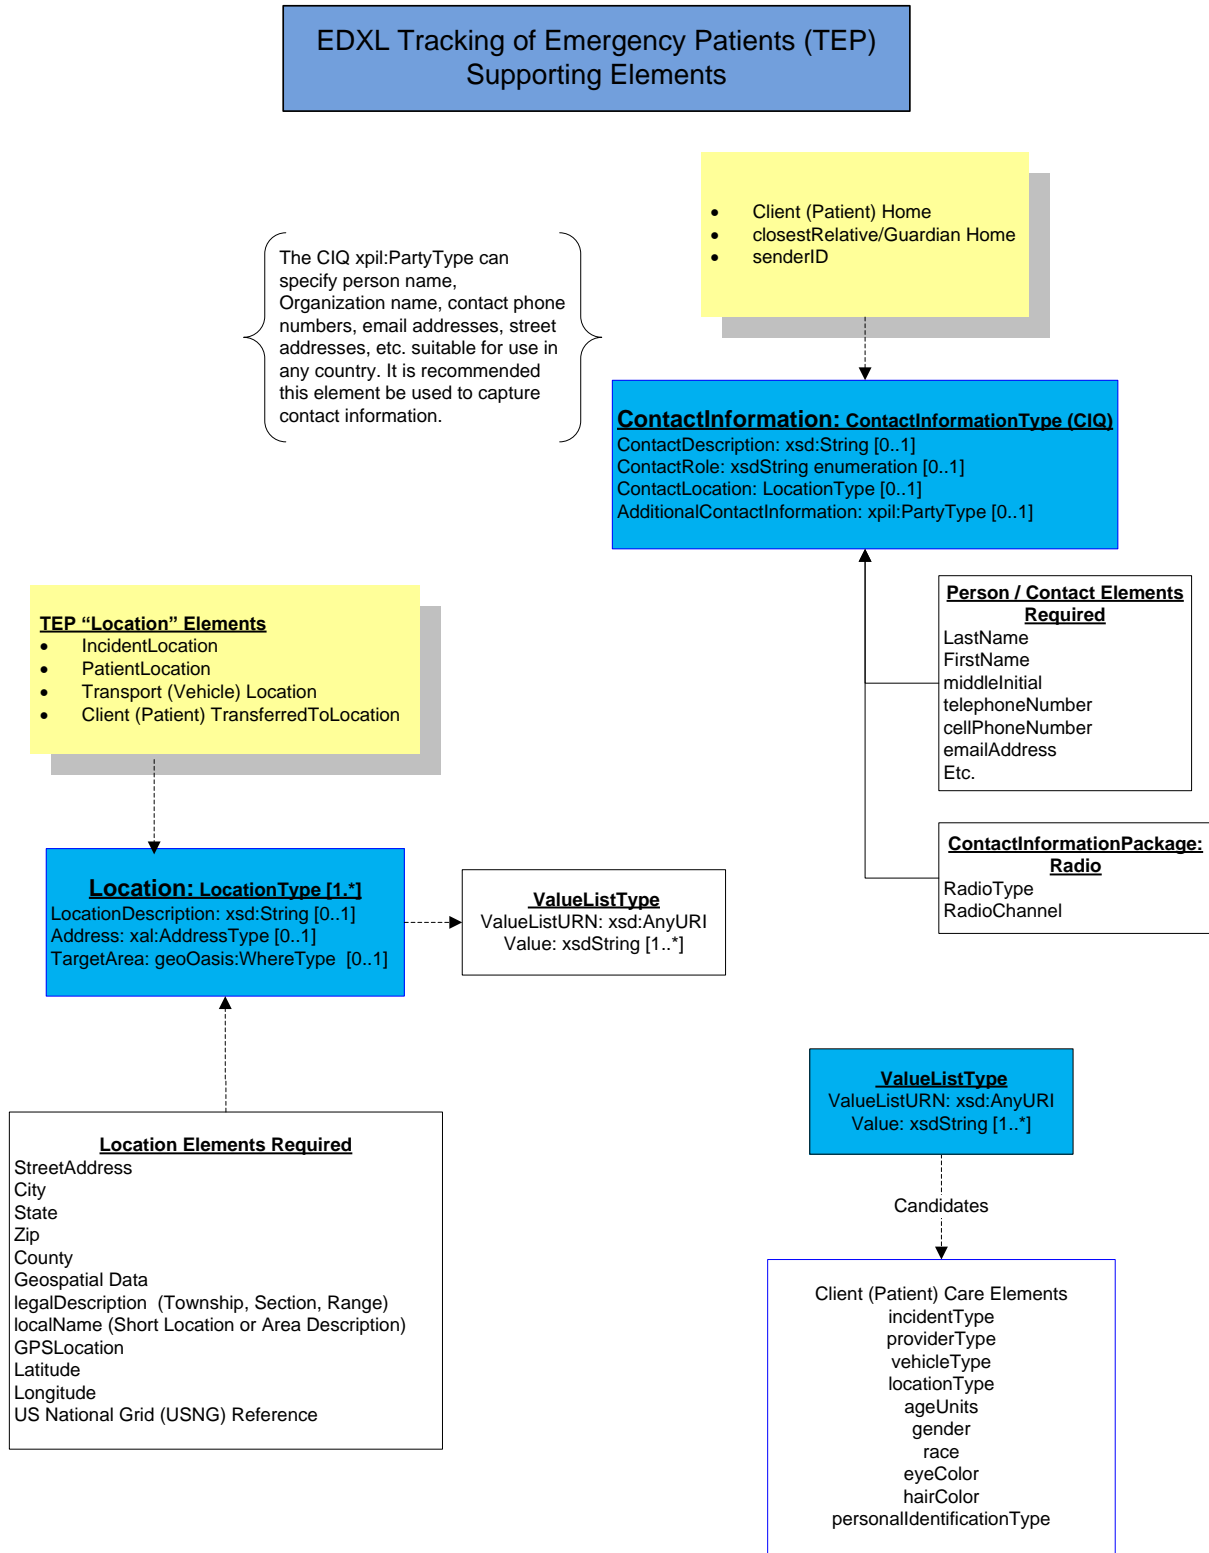 EDXL Tracking of Emergency Patients (TEP)
Supporting Elements
• Client (Patient) Home
• closestRelative/Guardian Home
• senderID
The CIQ xpil:PartyType can
specify person name,
Organization name, contact phone
numbers, email addresses, street
addresses, etc. suitable for use in
any country. It is recommended
this element be used to capture
contact information.
ContactInformation: ContactInformationType (CIQ)
ContactDescription: xsd:String [0..1]
ContactRole: xsdString enumeration [0..1]
ContactLocation: LocationType [0..1]
AdditionalContactInformation: xpil:PartyType [0..1]
Person / Contact Elements
Required
LastName
FirstName
middleInitial
telephoneNumber
cellPhoneNumber
emailAddress
Etc.
TEP “Location” Elements
• IncidentLocation
• PatientLocation
• Transport (Vehicle) Location
• Client (Patient) TransferredToLocation
ContactInformationPackage:
Radio
RadioType
RadioChannel
Location: LocationType [1.*]
LocationDescription: xsd:String [0..1]
Address: xal:AddressType [0..1]
TargetArea: geoOasis:WhereType [0..1]
ValueListType
ValueListURN: xsd:AnyURI
Value: xsdString [1..*]
ValueListType
ValueListURN: xsd:AnyURI
Value: xsdString [1..*]
Candidates
Location Elements Required
StreetAddress
City
State
Zip
County
Geospatial Data
legalDescription (Township, Section, Range)
localName (Short Location or Area Description)
GPSLocation
Latitude
Longitude
US National Grid (USNG) Reference
Client (Patient) Care Elements
incidentType
providerType
vehicleType
locationType
ageUnits
gender
race
eyeColor
hairColor
personalIdentificationType